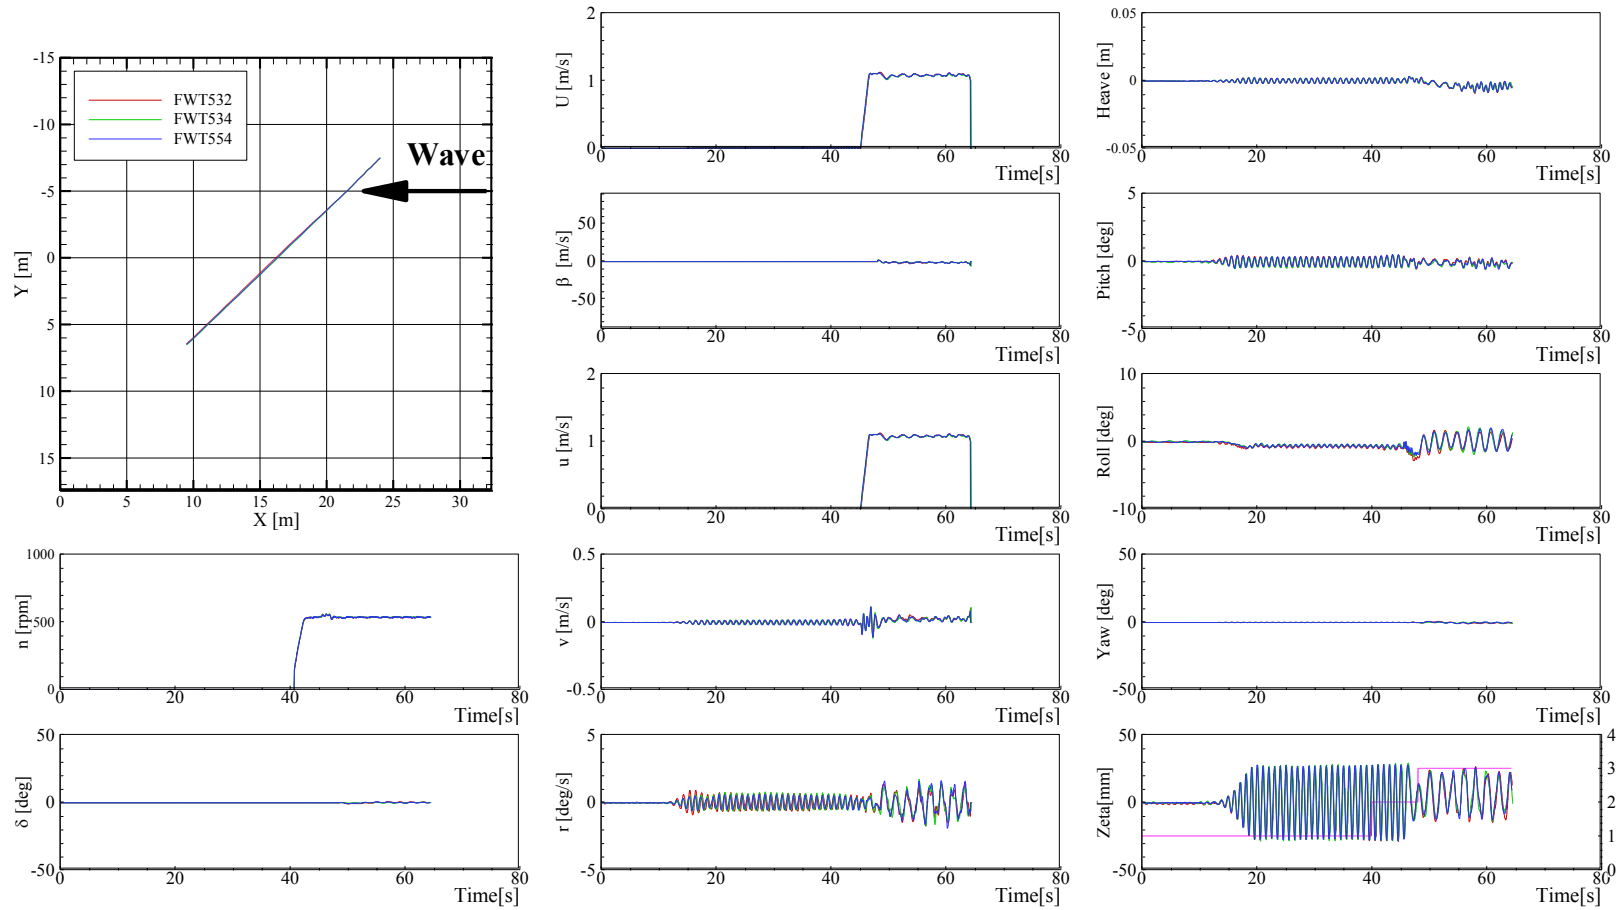 -15
-10
-5
0
5
10
15
Y [m]
FWT532
FWT534
FWT554
Wave
0 5 10 15 20 25 30
X [m]
2
1
0
U [m/s]
0 20 40 60 80
Time[s]
0.05
0
-0.05
Heave [m]
0 20 40 60 80
Time[s]
50
0
-50
β [m/s]
0 20 40 60 80
Time[s]
5
0
-5
Pitch [deg]
0 20 40 60 80
Time[s]
2
1
0
u [m/s]
0 20 40 60 80
Time[s]
10
0
-10
Roll [deg]
0 20 40 60 80
Time[s]
1000
500
0
n [rpm]
0 20 40 60 80
Time[s]
0.5
0
-0.5
v [m/s]
0 20 40 60 80
Time[s]
50
0
-50
Yaw [deg]
0 20 40 60 80
Time[s]
50
0
-50
δ [deg]
0 20 40 60 80
Time[s]
5
0
-5
r [deg/s]
0 20 40 60 80
Time[s]
50
0
-50
Zeta[mm]
4
3
2
1
0
0 20 40 60 80
Time[s]